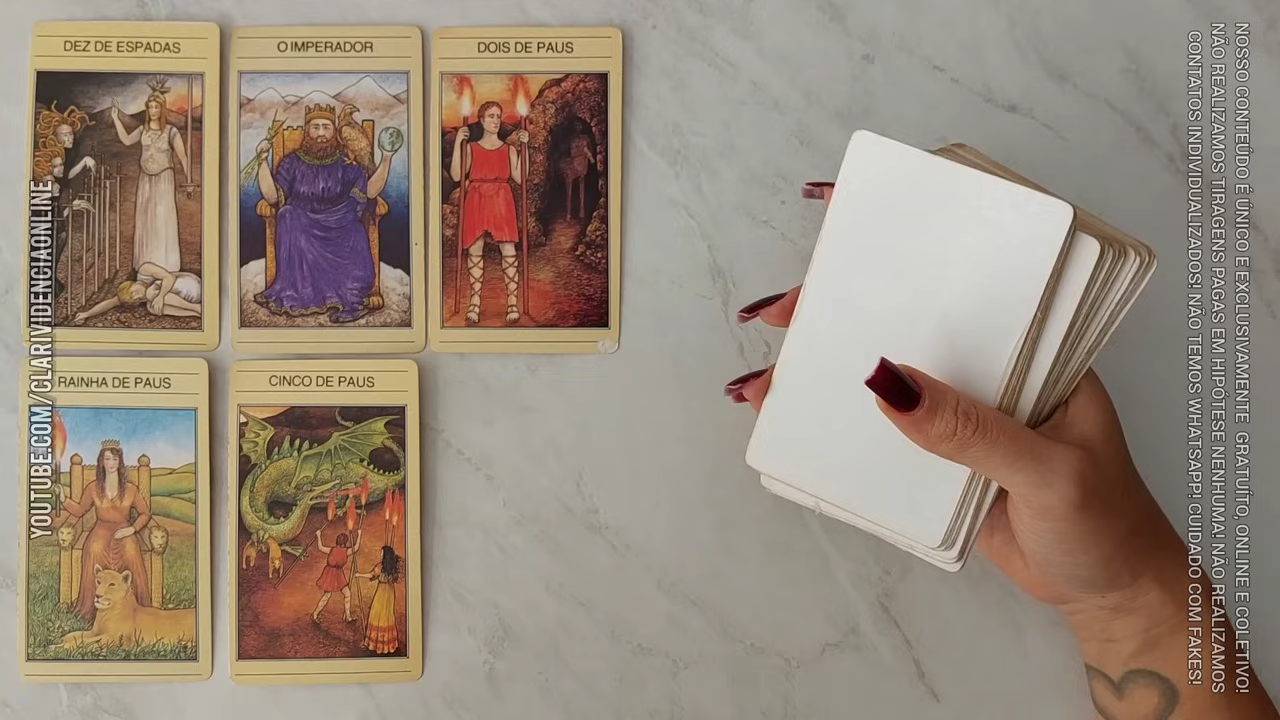 DEZ DE ESPADAS
O IMPERADOR
DOIS DE PAUS
RAINHA DE PAUS
CINCO DE PAUS
YOUTUBE.COM/CLARIVIDENCIAONLINE
NOSSO CONTEÚDO É ÚNICO E EXCLUSIVAMENTE GRATUÍTO, ONLINE E COLETIVO!
NÃO REALIZAMOS TIRAGENS PAGAS EM HIPÓTESE NENHUMA! NÃO REALIZAMOS
CONTATOS INDIVIDUALIZADOS! NÃO TEMOS WHATSAPP! CUIDADO COM FAKES!